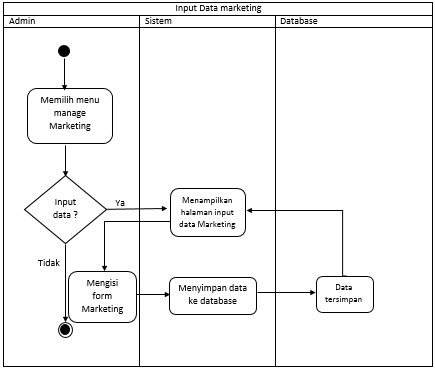 Input Data marketing
Admin
Sistem
Database
Memilih menu
manage
Marketing
Input
data ?
Ya
Menampilkan
halaman input
data Marketing
Tidak
Mengisi
form
Marketing
Menyimpan data
ke database
Data
tersimpan